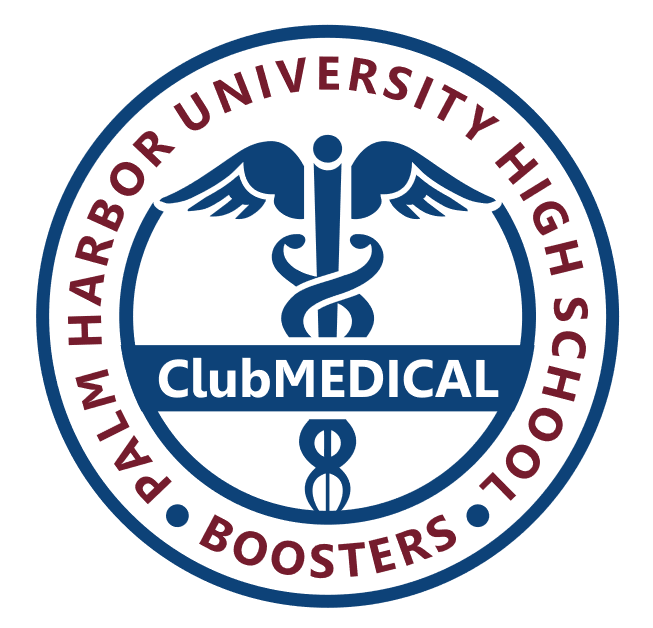 PALM HARBOR UNIVERSITY HIGH SCHOOL
ClubMEDICAL
• BOOSTERS •